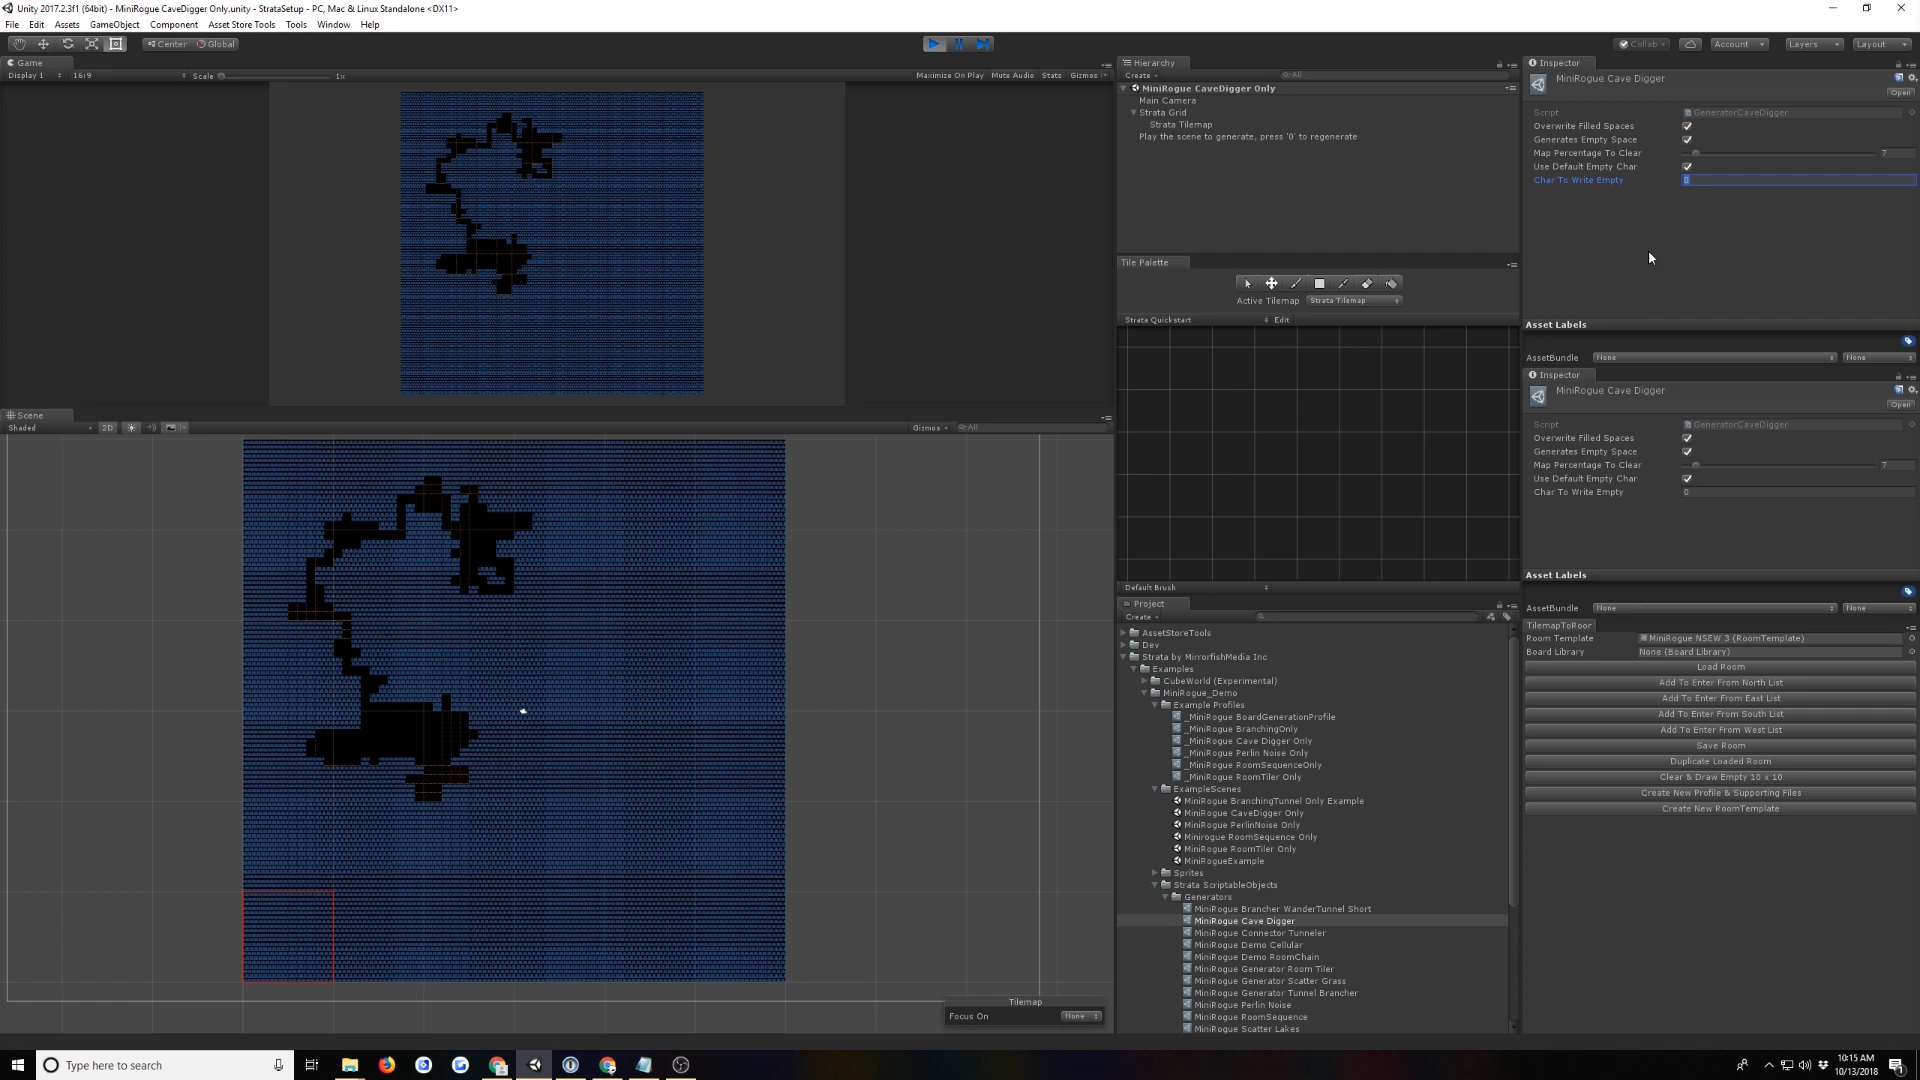 Unity 2017.2.3f1 (64bit) - MiniRogue CaveDigger Only.unity - StrataSetup - PC, Mac & Linux Standalone <DX11>
File Edit Assets GameObject Component Asset Store Tools Tools Window Help
Center Global
Collab Account Layers Layout
Game
Display 1 16:9 Scale 1x Maximize On Play Mute Audio Stats Gizmos
Scene
Shaded 2D Gizmos All
Tilemap
Focus On None
Hierarchy
Create All
MiniRogue CaveDigger Only
Main Camera
Strata Grid
Strata Tilemap
Play the scene to generate, press '0' to regenerate
Tile Palette
Active Tilemap Strata Tilemap
Strata Quickstart Edit
Default Brush
Project
Create
AssetStoreTools
Dev
Strata by MirrorfishMedia Inc
Examples
CubeWorld (Experimental)
MiniRogue_Demo
Example Profiles
_MiniRogue BoardGenerationProfile
_MiniRogue BranchingOnly
_MiniRogue Cave Digger Only
_MiniRogue Perlin Noise Only
_MiniRogue RoomSequenceOnly
_MiniRogue RoomTiler Only
ExampleScenes
MiniRogue BranchingTunnel Only Example
MiniRogue CaveDigger Only
MiniRogue PerlinNoise Only
Minirogue RoomSequence Only
MiniRogue RoomTiler Only
MiniRogueExample
Sprites
Strata ScriptableObjects
Generators
MiniRogue Brancher WanderTunnel Short
MiniRogue Cave Digger
MiniRogue Connector Tunneler
MiniRogue Demo Cellular
MiniRogue Demo RoomChain
MiniRogue Generator Room Tiler
MiniRogue Generator Scatter Grass
MiniRogue Generator Tunnel Brancher
MiniRogue Perlin Noise
MiniRogue RoomSequence
MiniRogue Scatter Lakes
Inspector
MiniRogue Cave Digger
Open
Script GeneratorCaveDigger
Overwrite Filled Spaces
Generates Empty Space
Map Percentage To Clear 7
Use Default Empty Char
Char To Write Empty 0
Asset Labels
AssetBundle None None
Inspector
MiniRogue Cave Digger
Open
Script GeneratorCaveDigger
Overwrite Filled Spaces
Generates Empty Space
Map Percentage To Clear 7
Use Default Empty Char
Char To Write Empty 0
Asset Labels
AssetBundle None None
TilemapToRoor
Room Template MiniRogue NSEW 3 (RoomTemplate)
Board Library None (Board Library)
Load Room
Add To Enter From North List
Add To Enter From East List
Add To Enter From South List
Add To Enter From West List
Save Room
Duplicate Loaded Room
Clear & Draw Empty 10 x 10
Create New Profile & Supporting Files
Create New RoomTemplate
Type here to search
10:15 AM
10/13/2018